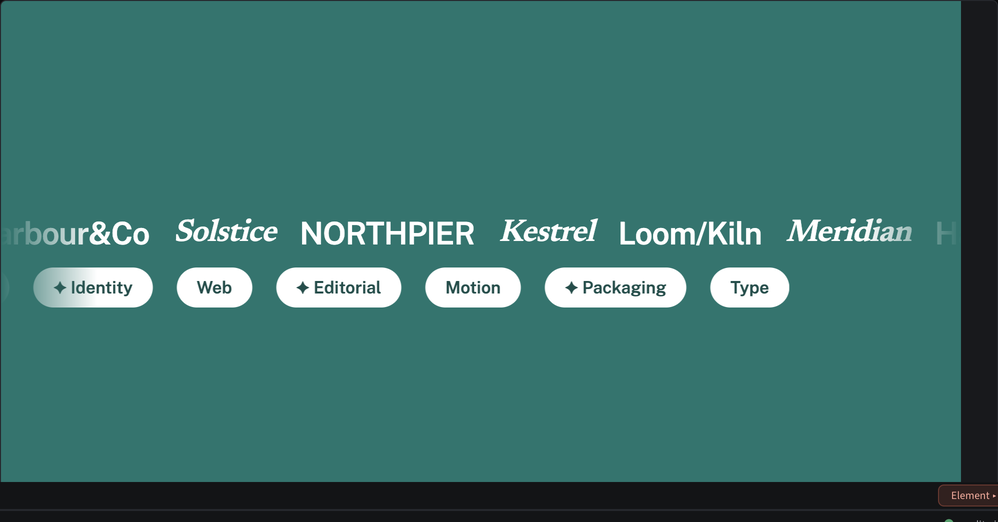 arbour&Co Solstice NORTHPIER Kestrel Loom/Kiln Meridian H
✦ Identity Web ✦ Editorial Motion ✦ Packaging Type
Element